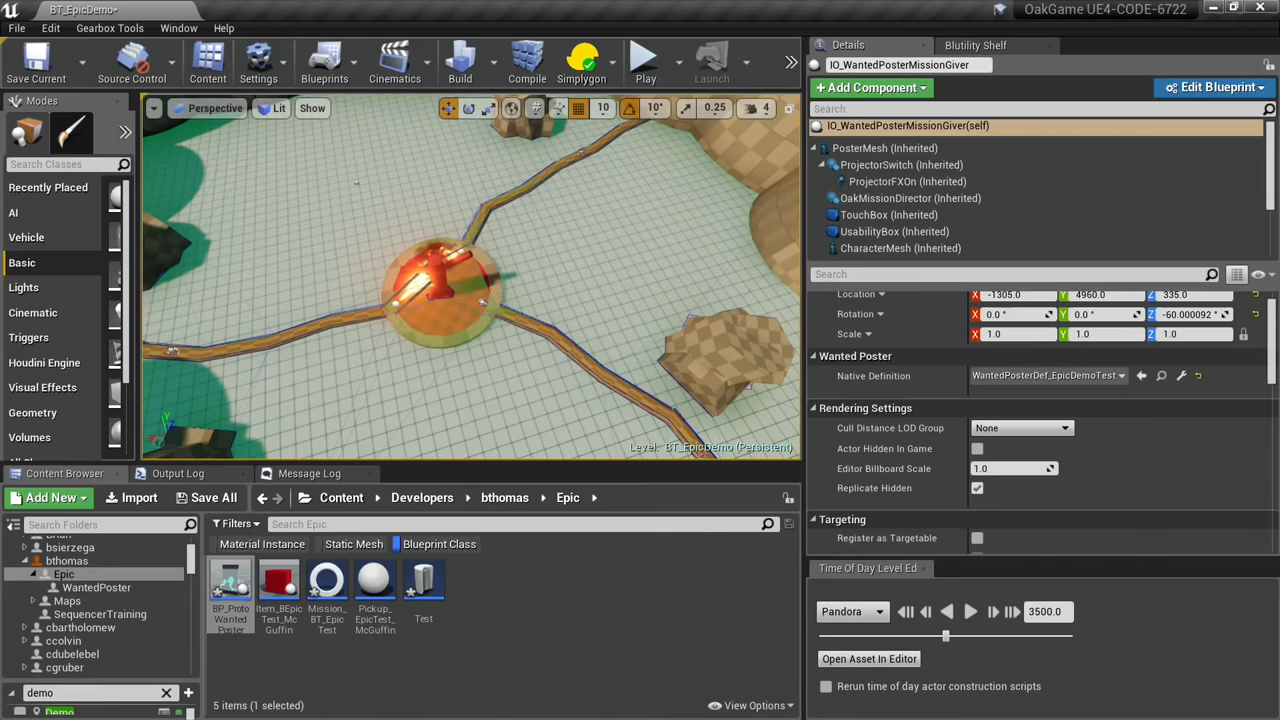 BT_EpicDemo•
OakGame UE4-CODE-6722
File Edit Gearbox Tools Window Help
Save Current
Source Control
Content
Settings
Blueprints
Cinematics
Build
Compile
Simplygon
Play
Launch
Modes
Search Classes
Recently Placed
AI
Vehicle
Basic
Lights
Cinematic
Triggers
Houdini Engine
Visual Effects
Geometry
Volumes
Perspective Lit Show
10 10° 0.25 4
Y
Level: BT_EpicDemo (Persistent)
Details
Blutility Shelf
IO_WantedPosterMissionGiver
Add Component
Edit Blueprint
Search
IO_WantedPosterMissionGiver(self)
PosterMesh (Inherited)
ProjectorSwitch (Inherited)
ProjectorFXOn (Inherited)
OakMissionDirector (Inherited)
TouchBox (Inherited)
UsabilityBox (Inherited)
CharacterMesh (Inherited)
Search
Location X -1305.0 Y 4960.0 Z 335.0
Rotation X 0.0 ° Y 0.0 ° Z -60.000092 °
Scale X 1.0 Y 1.0 Z 1.0
Wanted Poster
Native Definition WantedPosterDef_EpicDemoTest
Rendering Settings
Cull Distance LOD Group None
Actor Hidden In Game
Editor Billboard Scale 1.0
Replicate Hidden
Targeting
Register as Targetable
Time Of Day Level Ed
Pandora 3500.0
Open Asset In Editor
Rerun time of day actor construction scripts
Content Browser
Output Log
Message Log
Add New Import Save All Content Developers bthomas Epic
Search Folders
bsierzega
bthomas
Epic
WantedPoster
Maps
SequencerTraining
cbartholomew
ccolvin
cdubelebel
cgruber
demo
Demo
Filters Search Epic
Material Instance Static Mesh Blueprint Class
BP_Proto
Wanted
Poster
Item_BEpic
Test_Mc
Guffin
Mission_
BT_Epic
Test
Pickup_
EpicTest_
McGuffin
Test
5 items (1 selected)
View Options